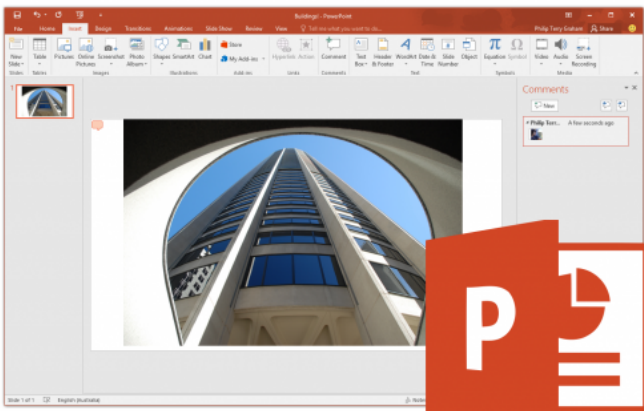 Buildings! - PowerPoint
File Home Insert Design Transitions Animations Slide Show Review View Tell me what you want to do... Philip Terry Graham Share
New Slide Table Pictures Online Pictures Screenshot Photo Album Shapes SmartArt Chart Store My Add-ins Hyperlink Action Comment Text Box Header & Footer WordArt Date & Time Slide Number Object Equation Symbol Video Audio Screen Recording
Slides Tables Images Illustrations Add-ins Links Comments Text Symbols Media
1
Comments
New
Philip Terr... A few seconds ago
P
Slide 1 of 1 English (Australia)